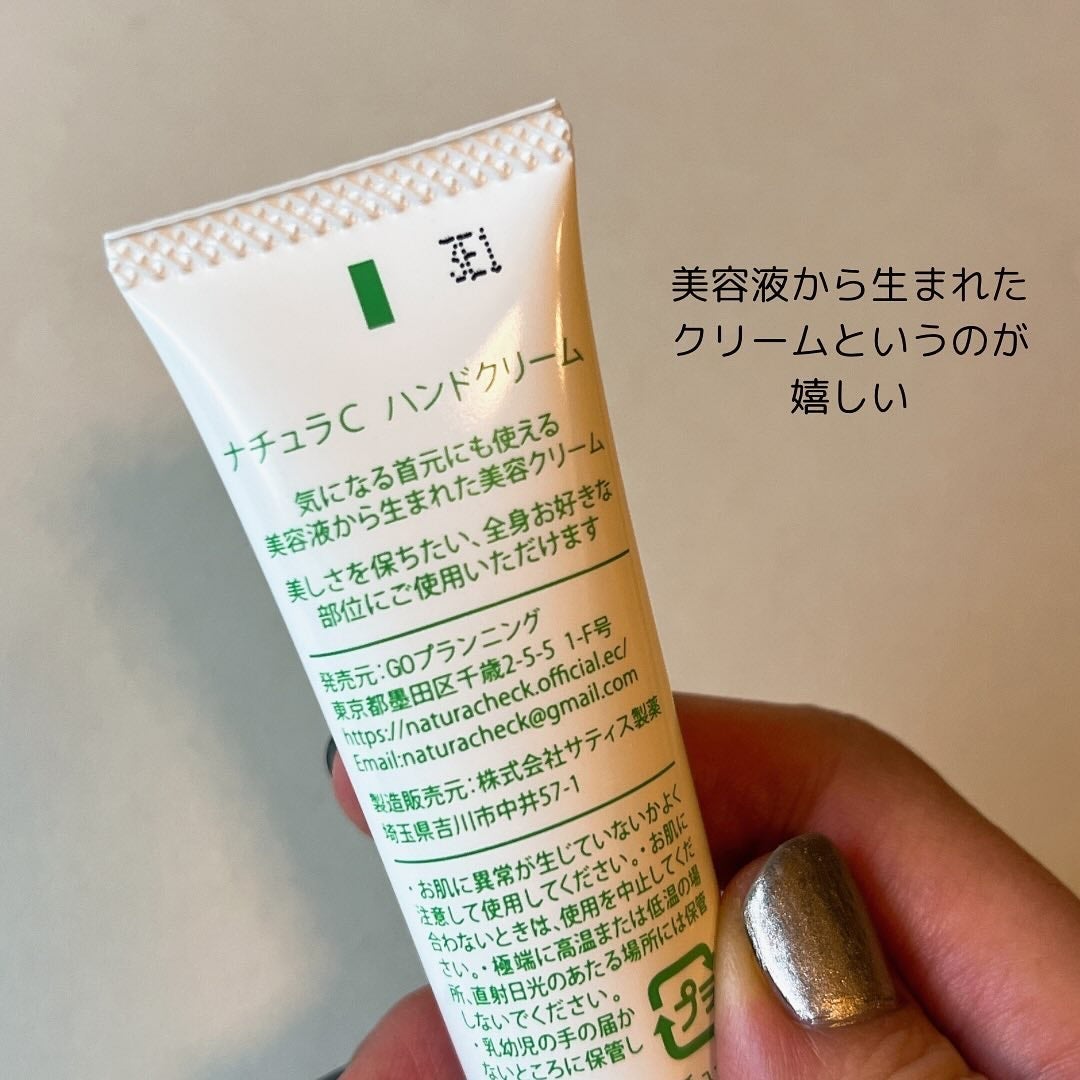 美容液から生まれた
クリームというのが
嬉しい
ナチュラC ハンドクリーム
気になる首元にも使える
美容液から生まれた美容クリーム
美しさを保ちたい、全身お好きな
部位にご使用いただけます
発売元:GOプランニング
東京都墨田区千歳2-5-5 1-F号
https://naturacheck.official.ec/
Email:naturacheck@gmail.com
製造販売元:株式会社サティス製薬
埼玉県吉川市中井57-1
・お肌に異常が生じていないかよく
注意して使用してください。・お肌に
合わないときは、使用を中止してくだ
さい。・極端に高温または低温の場
所、直射日光のあたる場所には保管
しないでください。
・乳幼児の手の届か
ないところに保管し
プラ